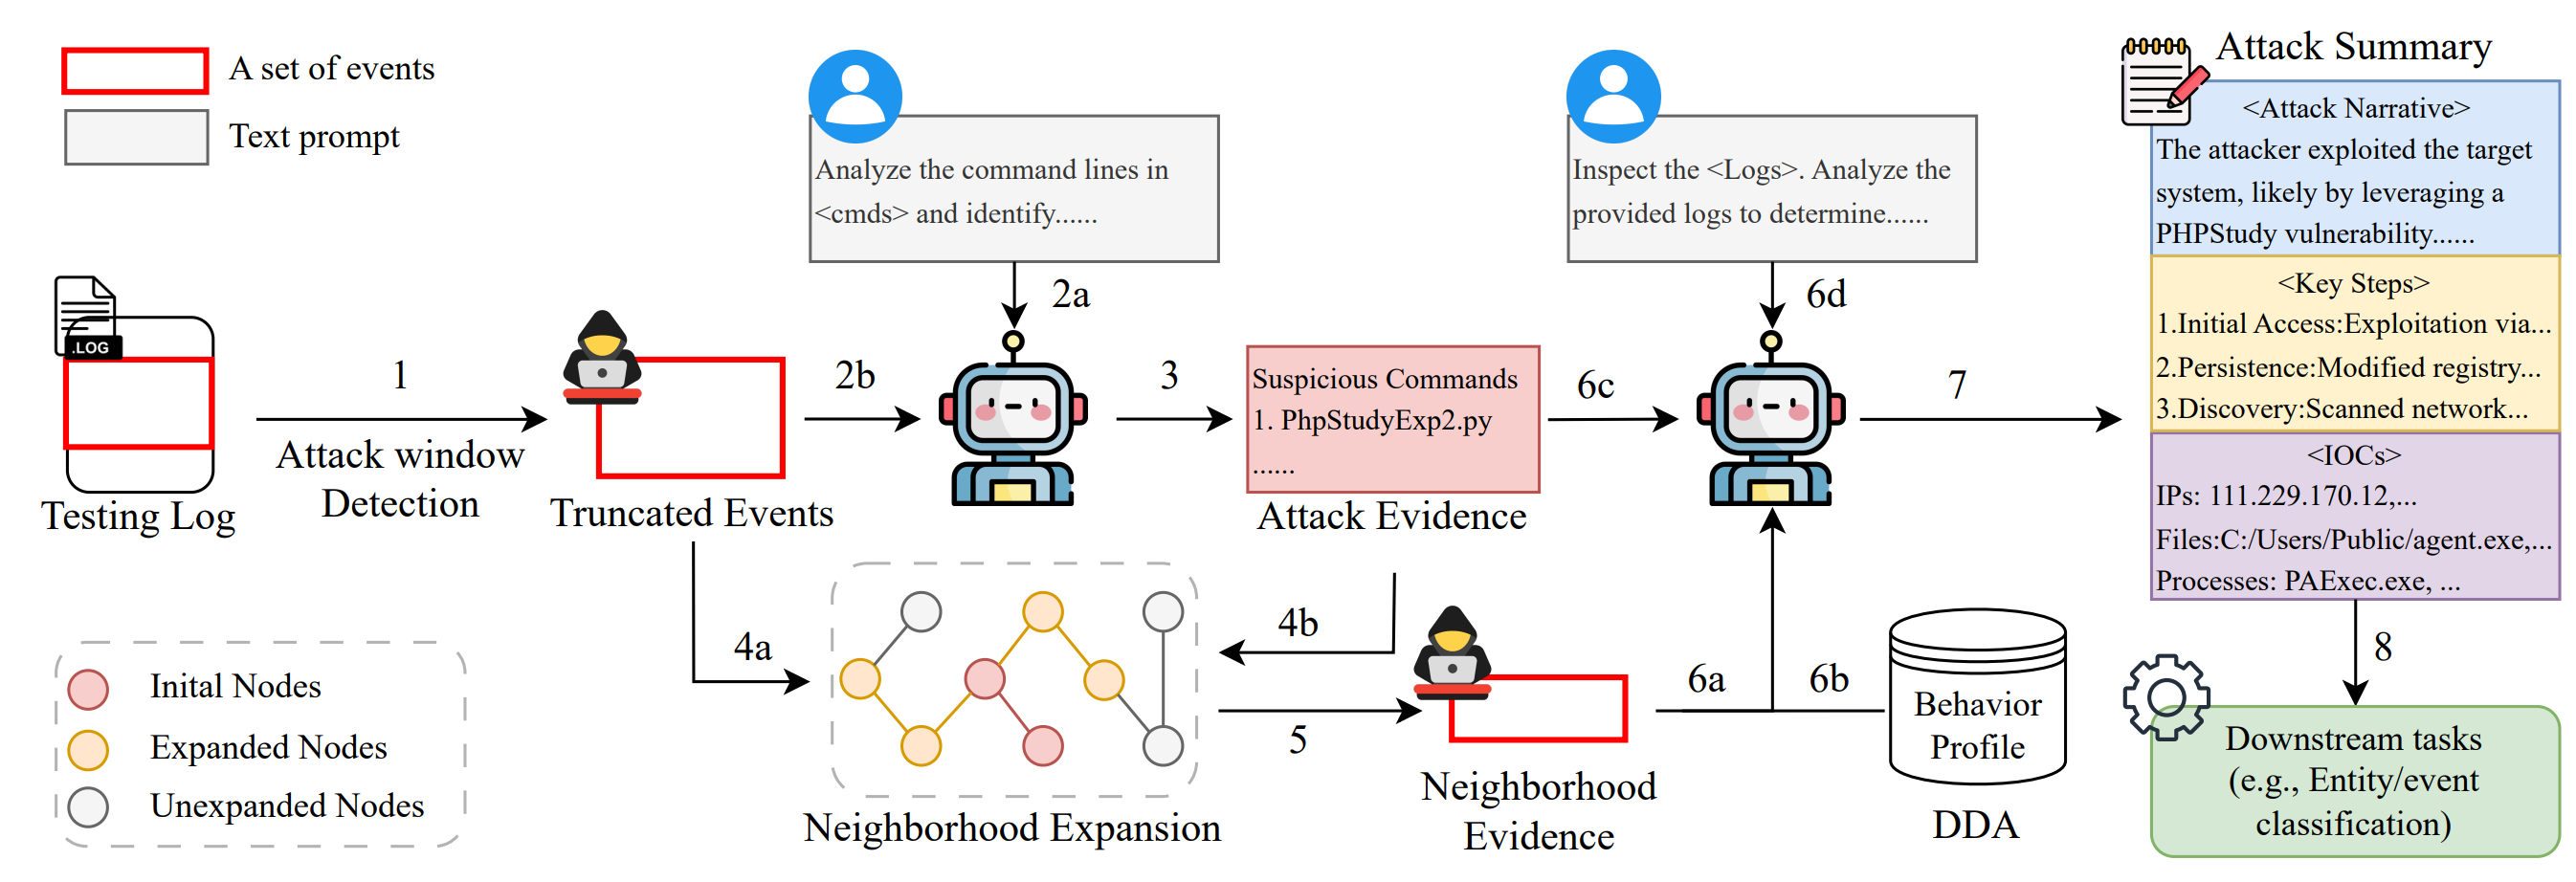 A set of events
Text prompt
.LOG
Testing Log
1
Attack window
Detection
Truncated Events
2b
Analyze the command lines in
<cmds> and identify......
2a
3
Suspicious Commands
1. PhpStudyExp2.py
......
Attack Evidence
6c
Inspect the <Logs>. Analyze the
provided logs to determine......
6d
7
4a
4b
Neighborhood Expansion
5
Neighborhood
Evidence
6a
6b
Behavior
Profile
DDA
Inital Nodes
Expanded Nodes
Unexpanded Nodes
Attack Summary
<Attack Narrative>
The attacker exploited the target
system, likely by leveraging a
PHPStudy vulnerability......
<Key Steps>
1.Initial Access:Exploitation via...
2.Persistence:Modified registry...
3.Discovery:Scanned network...
<IOCs>
IPs: 111.229.170.12,...
Files:C:/Users/Public/agent.exe,...
Processes: PAExec.exe, ...
8
Downstream tasks
(e.g., Entity/event
classification)